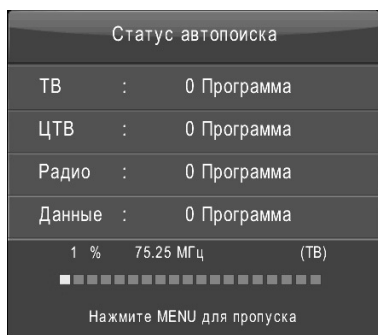 Статус автопоиска
ТВ : 0 Программа
ЦТВ : 0 Программа
Радио : 0 Программа
Данные : 0 Программа
1 % 75.25 МГц (ТВ)
Нажмите MENU для пропуска